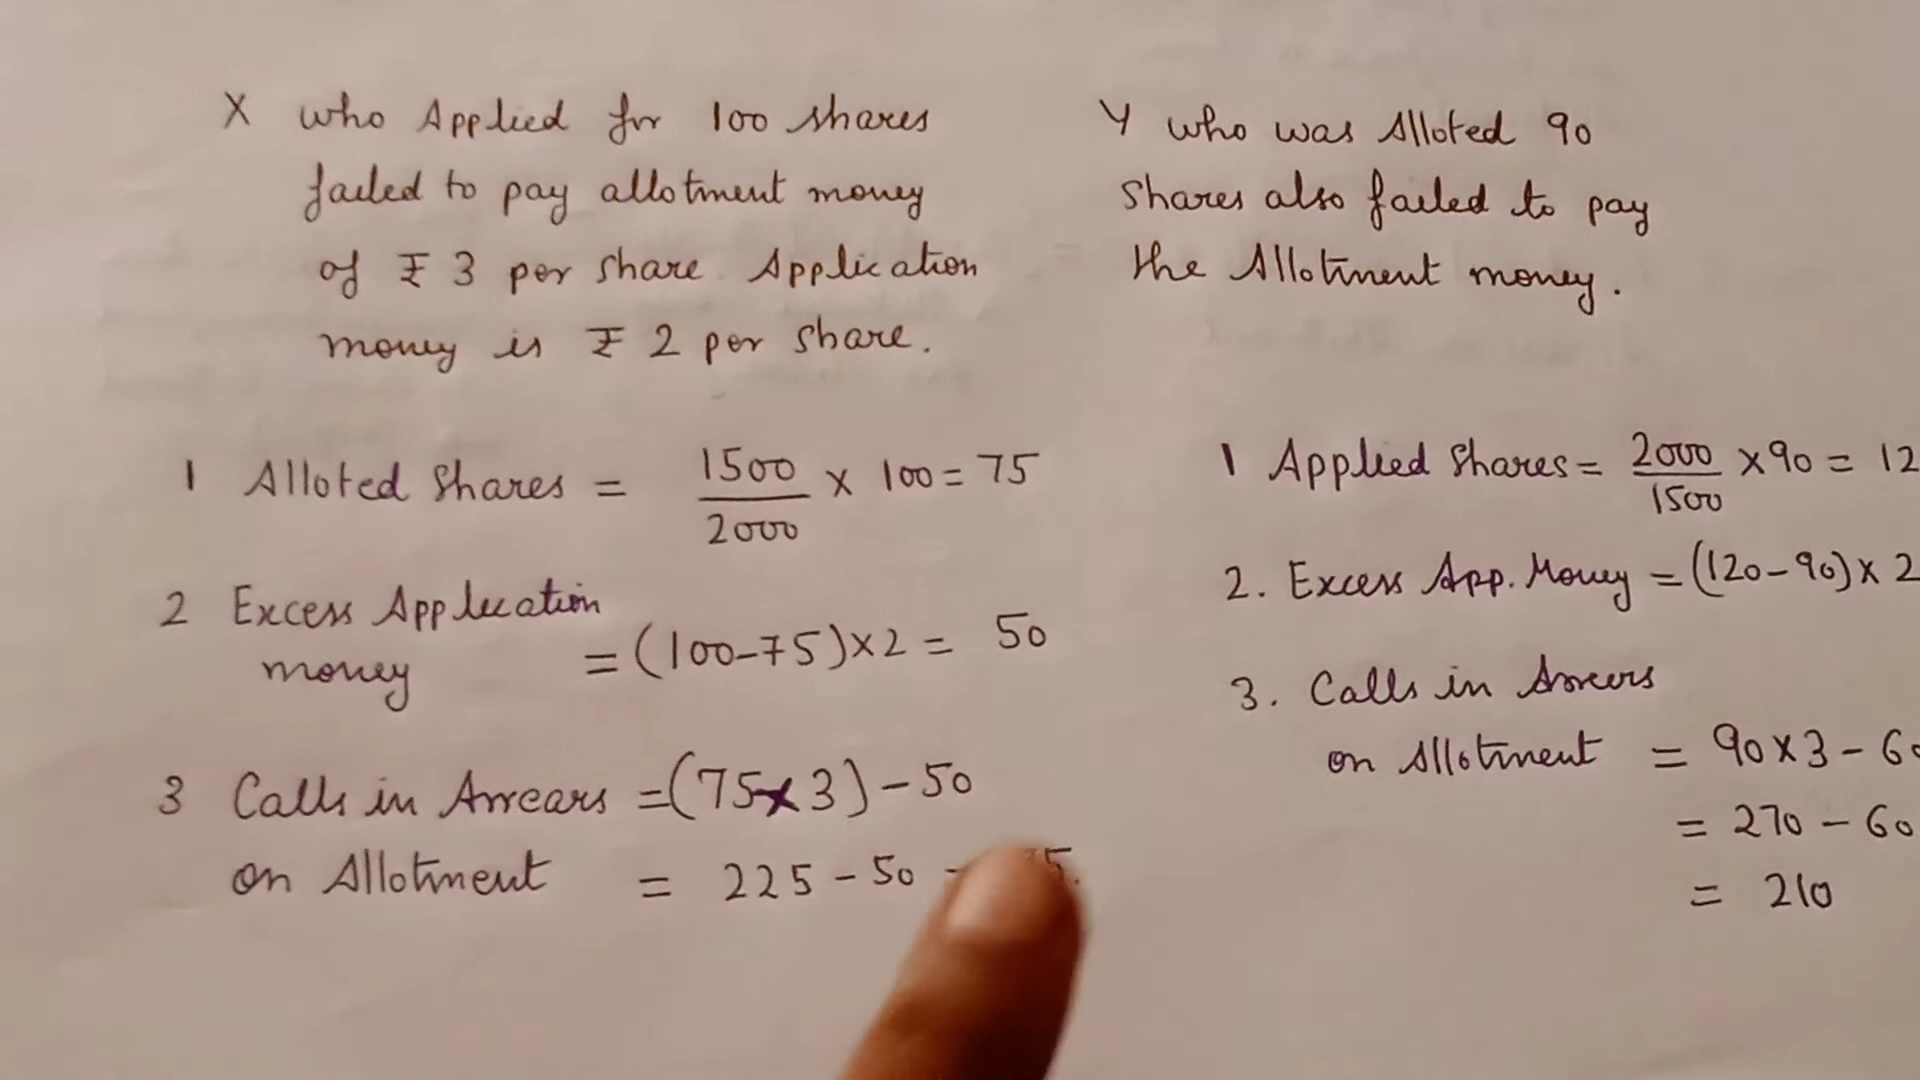 X who Applied for 100 shares
failed to pay allotment money
of ₹ 3 per share. Application
money is ₹ 2 per share.
1 Alloted Shares = 1500/2000 x 100 = 75
2 Excess Application
money = (100-75)x2 = 50
3 Calls in Arrears = (75x3) - 50
on Allotment = 225 - 50
Y who was Alloted 90
shares also failed to pay
the Allotment money.
1 Applied Shares = 2000/1500 x 90 = 12
2. Excess App. Money = (120-90) x 2
3. Calls in Arrears
on Allotment = 90x3 - 60
= 270 - 60
= 210